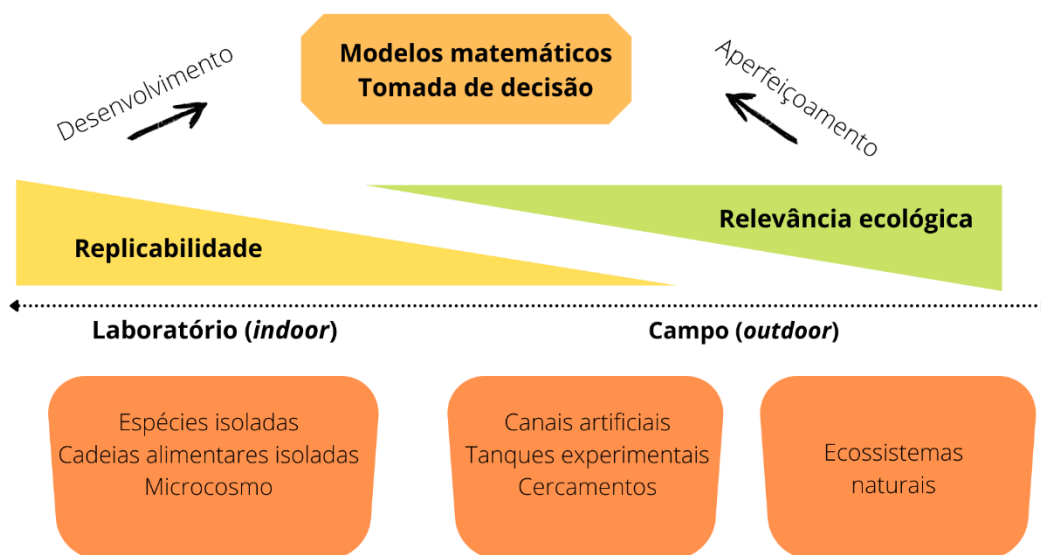 Modelos matemáticos
Tomada de decisão
Desenvolvimento
Aperfeiçoamento
Replicabilidade
Relevância ecológica
Laboratório (indoor)
Campo (outdoor)
Espécies isoladas
Cadeias alimentares isoladas
Microcosmo
Canais artificiais
Tanques experimentais
Cercamentos
Ecossistemas
naturais